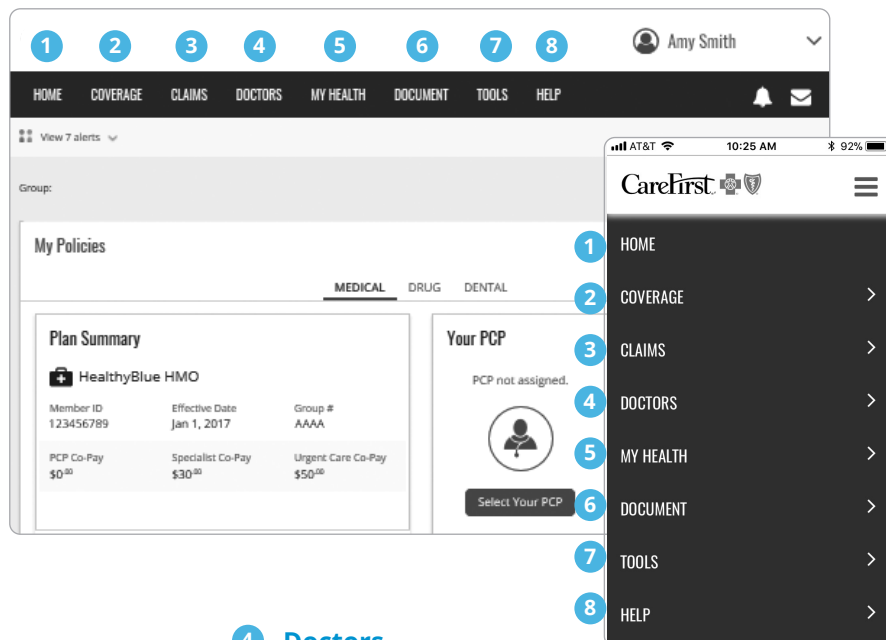 1 2 3 4 5 6 7 8
Amy Smith
HOME COVERAGE CLAIMS DOCTORS MY HEALTH DOCUMENT TOOLS HELP
View 7 alerts
Group:
My Policies
MEDICAL DRUG DENTAL
Plan Summary
HealthyBlue HMO
Member ID Effective Date Group #
123456789 Jan 1, 2017 AAAA
PCP Co-Pay Specialist Co-Pay Urgent Care Co-Pay
$0.00 $30.00 $50.00
Your PCP
PCP not assigned.
Select Your PCP
AT&T 10:25 AM 92%
CareFirst
1 HOME
2 COVERAGE
3 CLAIMS
4 DOCTORS
5 MY HEALTH
6 DOCUMENT
7 TOOLS
8 HELP
4 Doctors